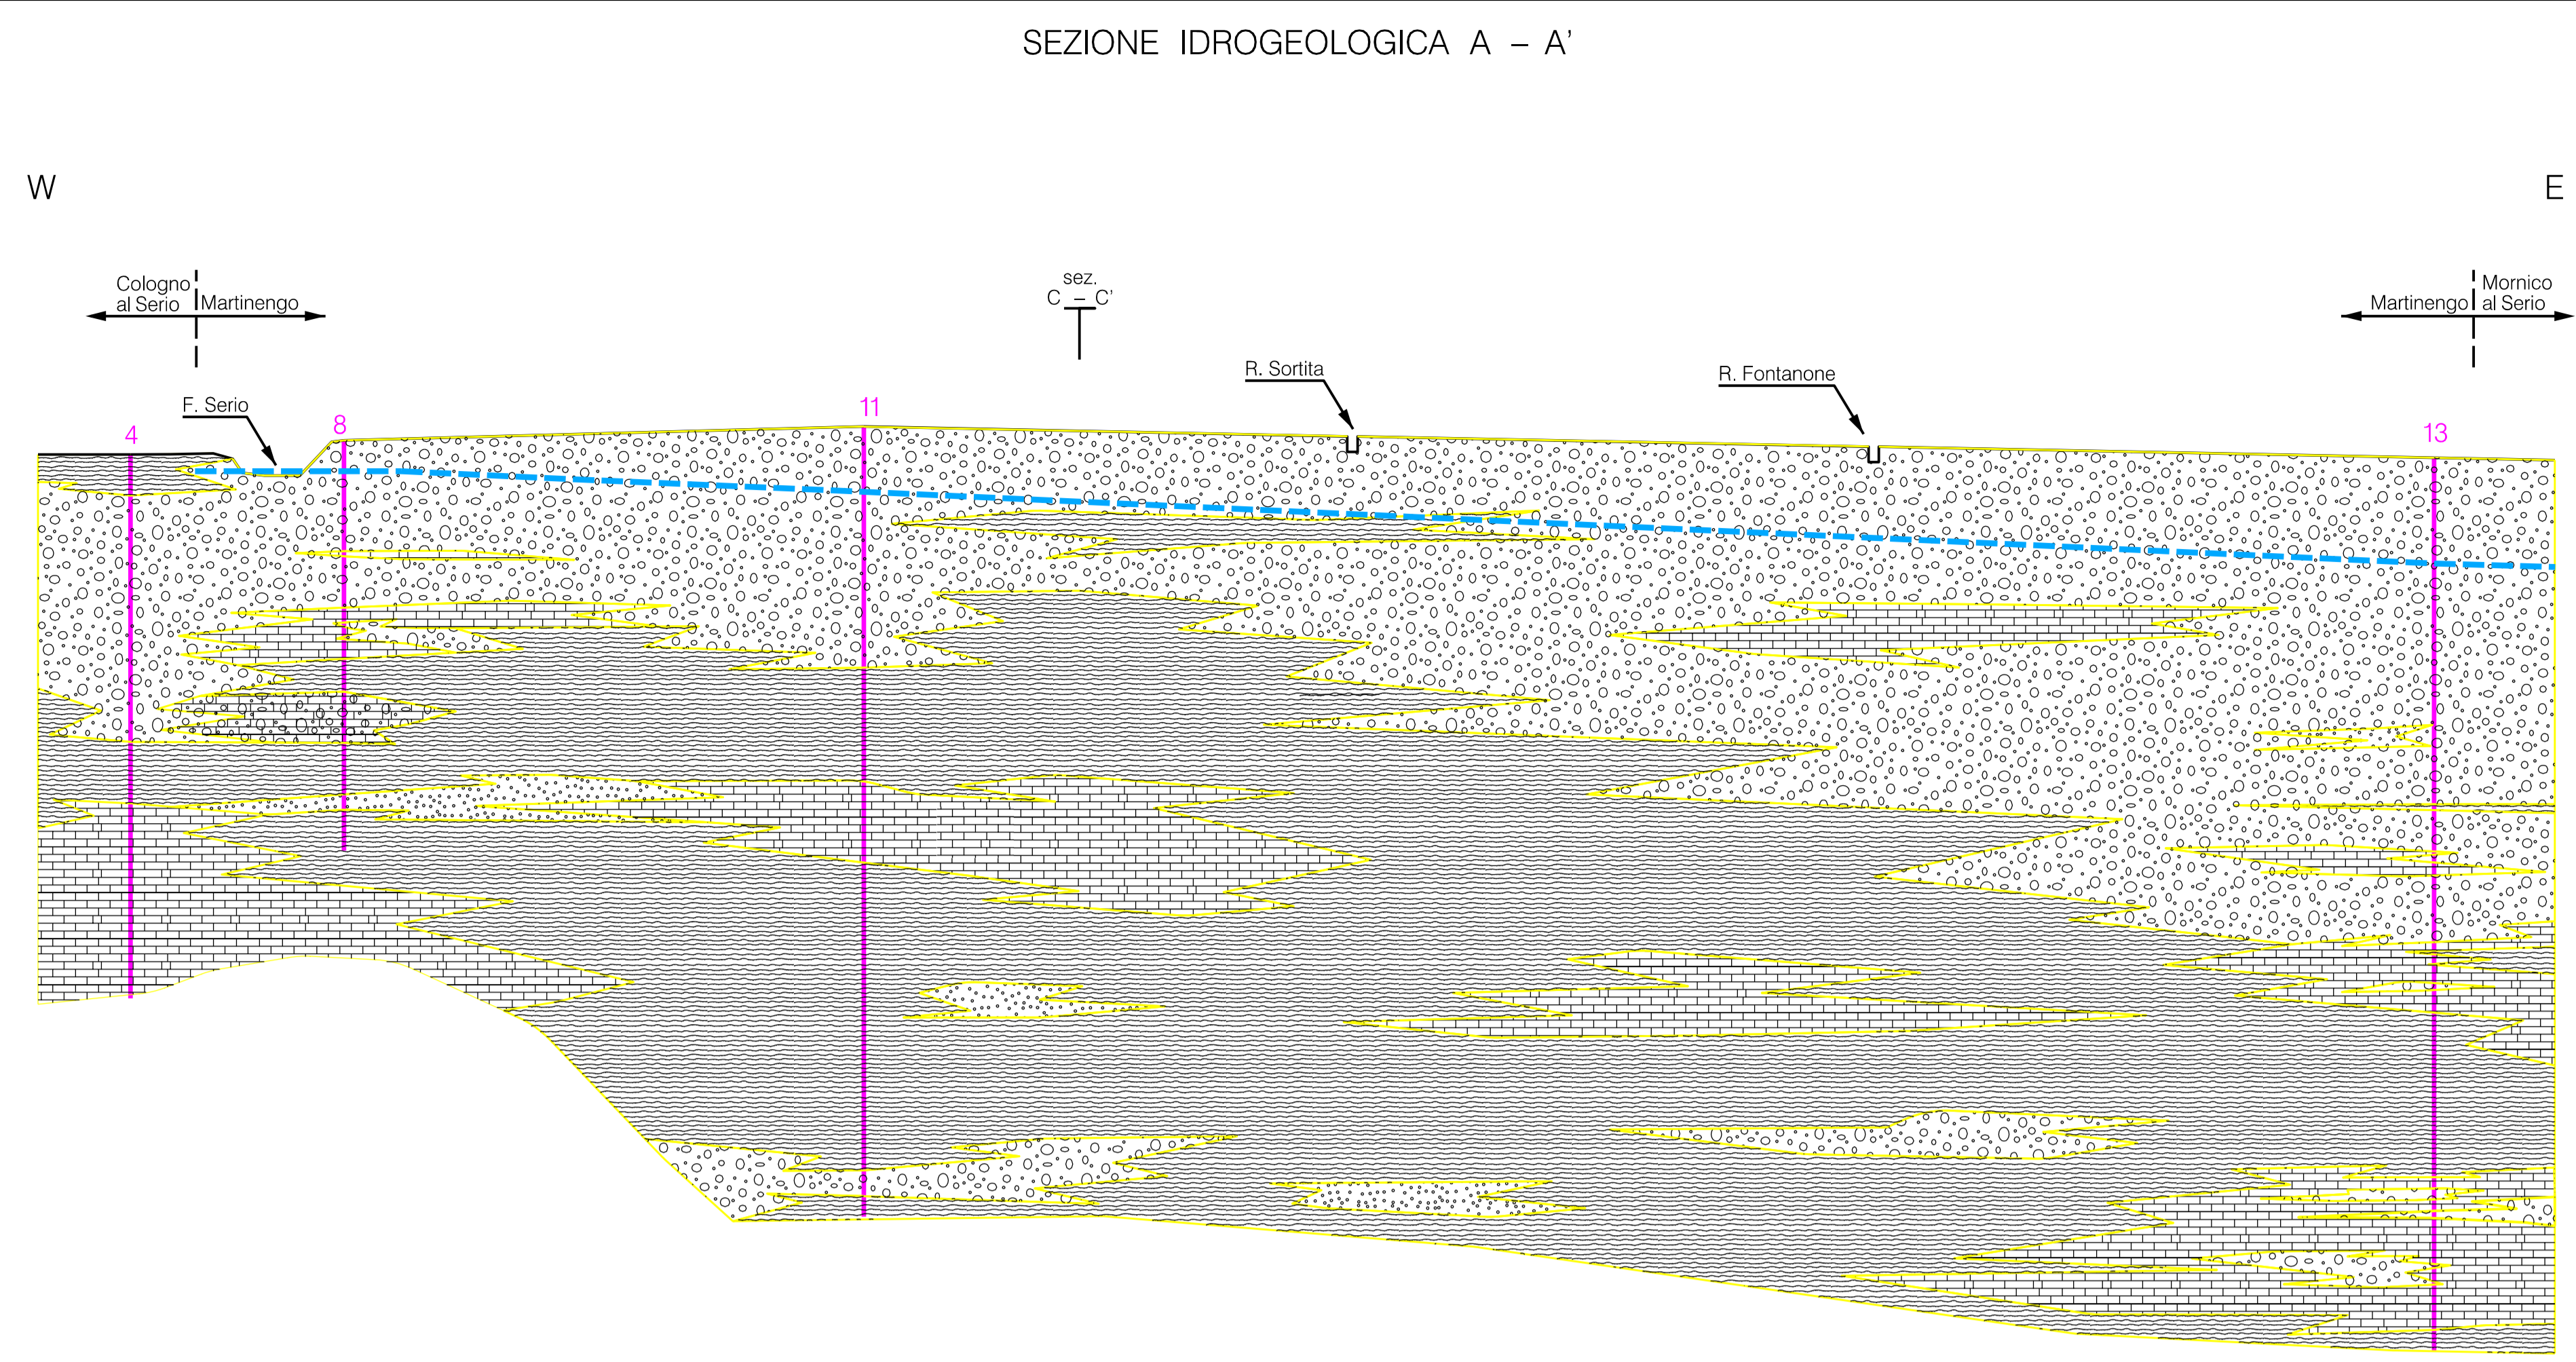 SEZIONE IDROGEOLOGICA A – A'
W
E
Cologno
al Serio
Martinengo
sez.
C – C'
Martinengo
Mornico
al Serio
R. Sortita
R. Fontanone
F. Serio
4
8
11
13